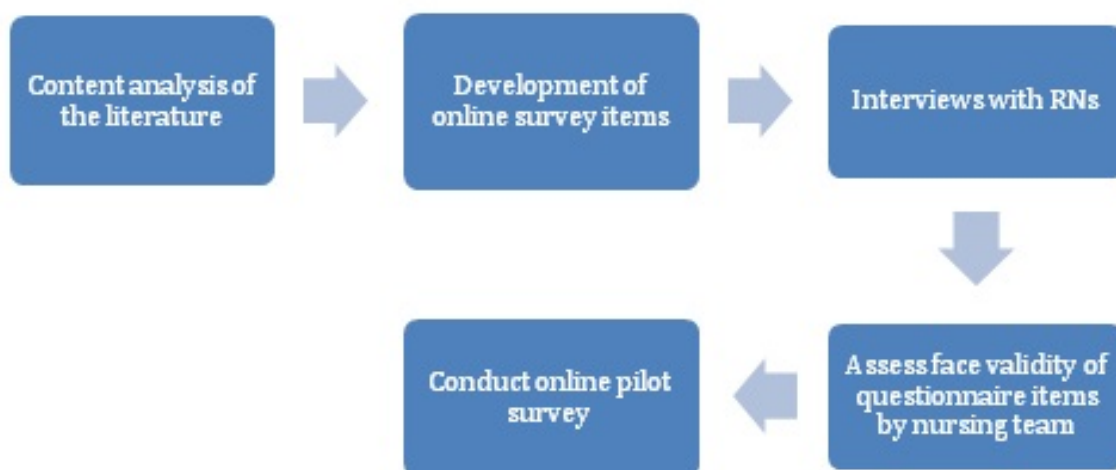 Content analysis of
the literature
Development of
online survey items
Interviews with RNs
Assess face validity of
questionnaire items
by nursing team
Conduct online pilot
survey